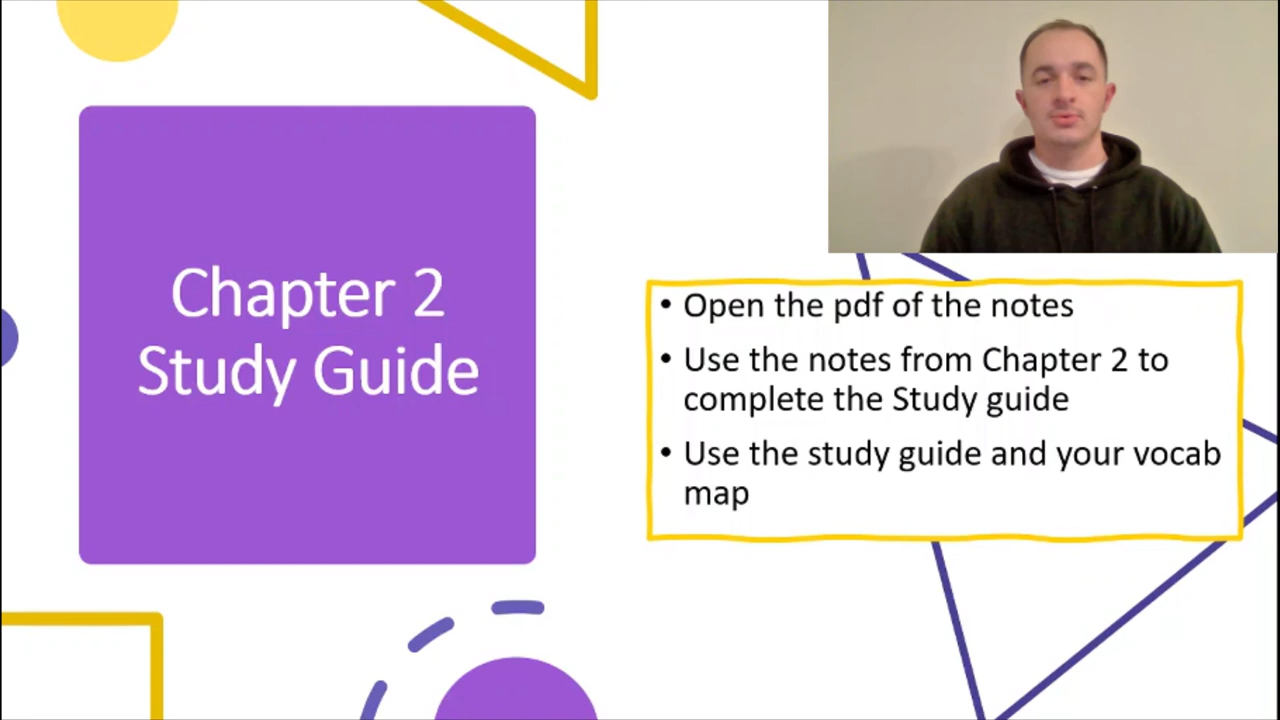 Chapter 2
Study Guide
• Open the pdf of the notes
• Use the notes from Chapter 2 to
complete the Study guide
• Use the study guide and your vocab
map